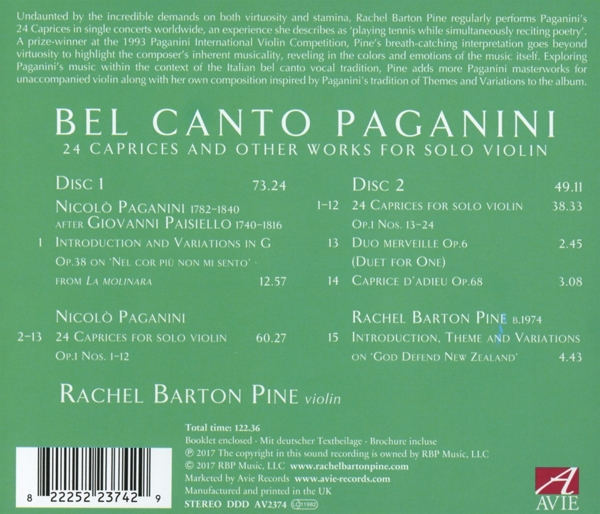 Undaunted by the incredible demands on both virtuosity and stamina, Rachel Barton Pine regularly performs Paganini's
24 Caprices in single concerts worldwide, an experience she describes as 'playing tennis while simultaneously reciting poetry'.
A prize-winner at the 1993 Paganini International Violin Competition, Pine's breath-catching interpretation goes beyond
virtuosity to highlight the composer's inherent musicality, reveling in the colors and emotions of the music itself. Exploring
Paganini's music within the context of the Italian bel canto vocal tradition, Pine adds more Paganini masterworks for
unaccompanied violin along with her own composition inspired by Paganini's tradition of Themes and Variations to the album.
BEL CANTO PAGANINI
24 CAPRICES AND OTHER WORKS FOR SOLO VIOLIN
DISC 1 73.24
NICOLÒ PAGANINI 1782-1840
AFTER GIOVANNI PAISIELLO 1740-1816
1 INTRODUCTION AND VARIATIONS IN G
OP.38 ON 'NEL COR PIÙ NON MI SENTO'
FROM LA MOLINARA 12.57
NICOLÒ PAGANINI
2-13 24 CAPRICES FOR SOLO VIOLIN 60.27
OP.1 NOS. 1-12
DISC 2 49.11
1-12 24 CAPRICES FOR SOLO VIOLIN 38.33
OP.1 NOS. 13-24
13 DUO MERVEILLE OP.6 2.45
(DUET FOR ONE)
14 CAPRICE D'ADIEU OP.68 3.08
RACHEL BARTON PINE B.1974
15 INTRODUCTION, THEME AND VARIATIONS
ON 'GOD DEFEND NEW ZEALAND' 4.43
RACHEL BARTON PINE violin
Total time: 122.36
Booklet enclosed · Mit deutscher Textbeilage · Brochure incluse
℗ 2017 The copyright in this sound recording is owned by RBP Music, LLC
© 2017 RBP Music, LLC www.rachelbartonpine.com
Marketed by Avie Records www.avie-records.com
Manufactured and printed in the UK
STEREO DDD AV2374
8 22252 23742 9
A
AVIE